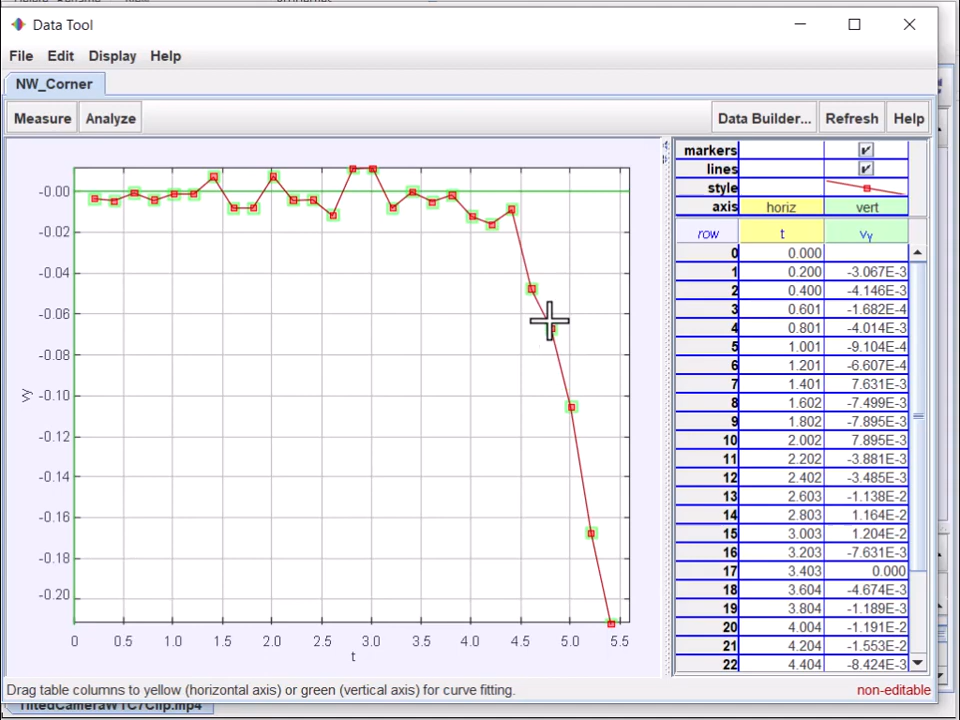 Data Tool
File Edit Display Help
NW_Corner
Measure Analyze Data Builder... Refresh Help
-0.00
-0.02
-0.04
-0.06
-0.08
-0.10
-0.12
-0.14
-0.16
-0.18
-0.20
vy
0 0.5 1.0 1.5 2.0 2.5 3.0 3.5 4.0 4.5 5.0 5.5
t
markers
lines
style
axis horiz vert
row t vy
0 0.000
1 0.200 -3.067E-3
2 0.400 -4.146E-3
3 0.601 -1.682E-4
4 0.801 -4.014E-3
5 1.001 -9.104E-4
6 1.201 -6.607E-4
7 1.401 7.631E-3
8 1.602 -7.499E-3
9 1.802 -7.895E-3
10 2.002 7.895E-3
11 2.202 -3.881E-3
12 2.402 -3.485E-3
13 2.603 -1.138E-2
14 2.803 1.164E-2
15 3.003 1.204E-2
16 3.203 -7.631E-3
17 3.403 0.000
18 3.604 -4.674E-3
19 3.804 -1.189E-3
20 4.004 -1.191E-2
21 4.204 -1.553E-2
22 4.404 -8.424E-3
Drag table columns to yellow (horizontal axis) or green (vertical axis) for curve fitting. non-editable
TiltedCameraWTC7Clip.mp4